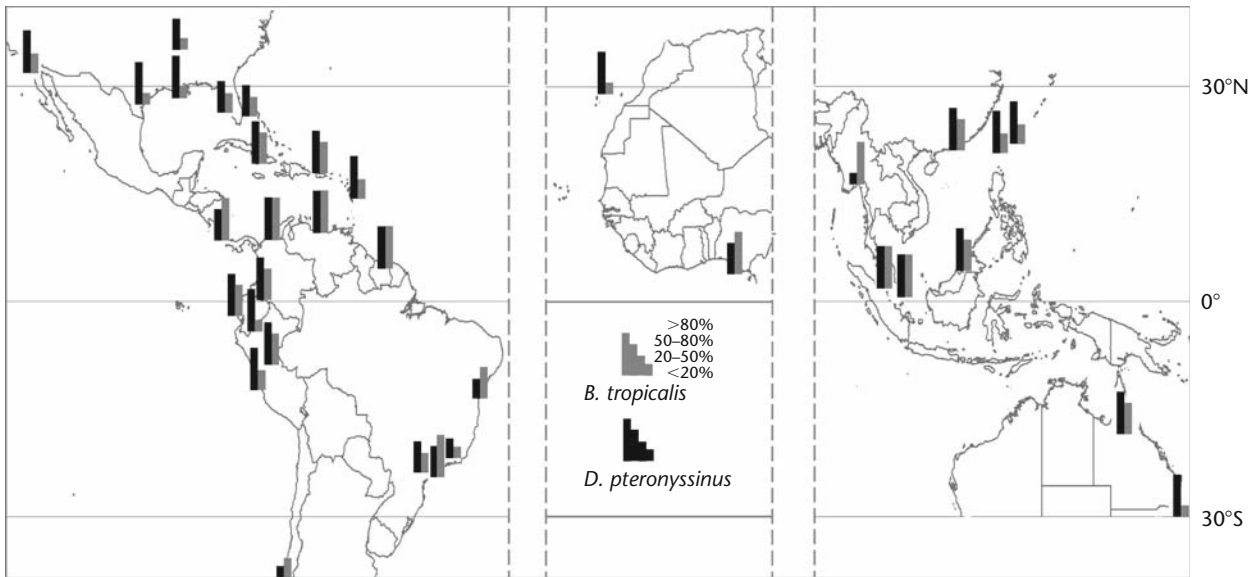 30°N
>80%
50–80%
20–50%
<20%
B. tropicalis
D. pteronyssinus
0°
30°S